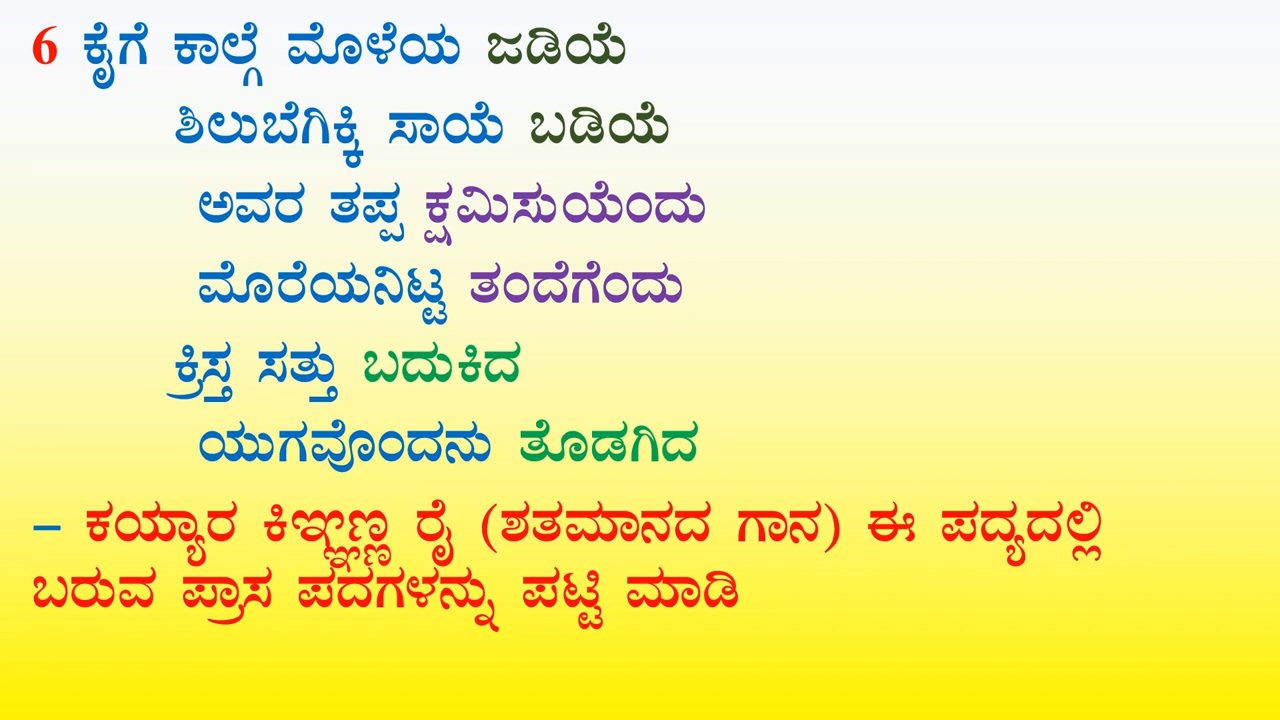 6 ಕೈಗೆ ಕಾಲ್ಗೆ ಮೊಳೆಯ ಜಡಿಯೆ
ಶಿಲುಬೆಗಿಕ್ಕಿ ಸಾಯೆ ಬಡಿಯೆ
ಅವರ ತಪ್ಪ ಕ್ಷಮಿಸುಯೆಂದು
ಮೊರೆಯನಿಟ್ಟ ತಂದೆಗೆಂದು
ಕ್ರಿಸ್ತ ಸತ್ತು ಬದುಕಿದ
ಯುಗವೊಂದನು ತೊಡಗಿದ
– ಕಯ್ಯಾರ ಕಿಞ್ಞಣ್ಣ ರೈ (ಶತಮಾನದ ಗಾನ) ಈ ಪದ್ಯದಲ್ಲಿ
ಬರುವ ಪ್ರಾಸ ಪದಗಳನ್ನು ಪಟ್ಟಿ ಮಾಡಿ